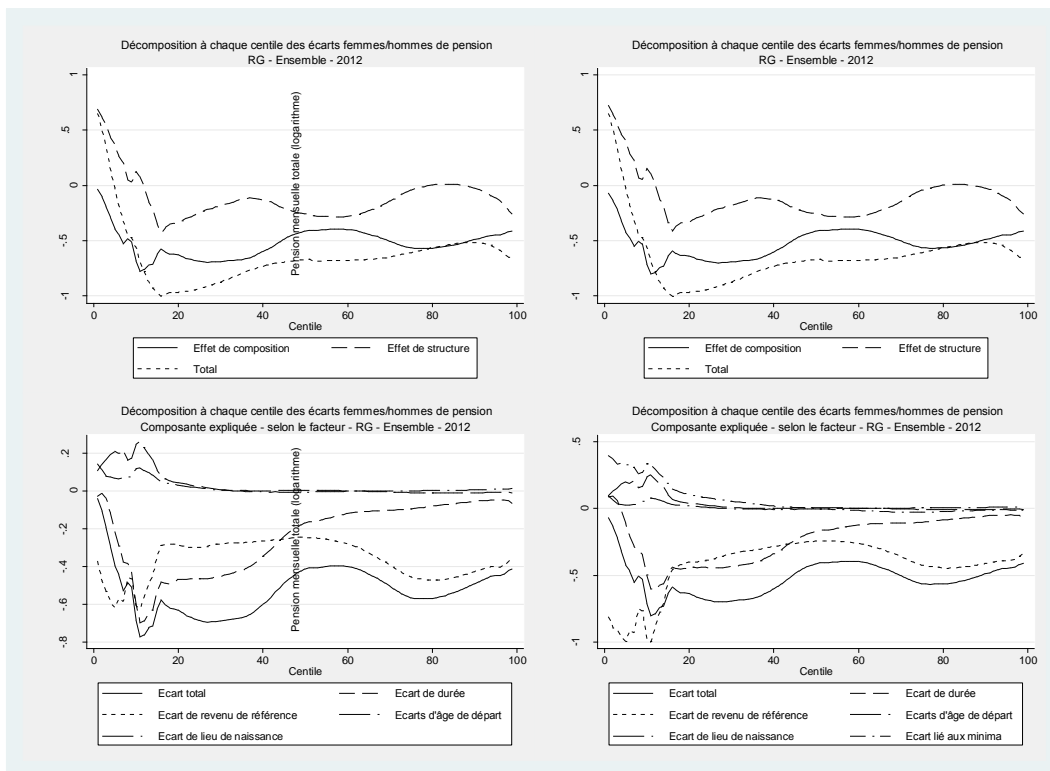 Décomposition à chaque centile des écarts femmes/hommes de pension
RG - Ensemble - 2012
1
.5
0
-.5
-1
Pension mensuelle totale (logarithme)
0 20 40 60 80 100
Centile
Effet de composition Effet de structure
Total
Décomposition à chaque centile des écarts femmes/hommes de pension
RG - Ensemble - 2012
1
.5
0
-.5
-1
0 20 40 60 80 100
Centile
Effet de composition Effet de structure
Total
Décomposition à chaque centile des écarts femmes/hommes de pension
Composante expliquée - selon le facteur - RG - Ensemble - 2012
.2
0
-.2
-.4
-.6
-.8
Pension mensuelle totale (logarithme)
0 20 40 60 80 100
Centile
Ecart total Ecart de durée
Ecart de revenu de référence Ecarts d'âge de départ
Ecart de lieu de naissance
Décomposition à chaque centile des écarts femmes/hommes de pension
Composante expliquée - selon le facteur - RG - Ensemble - 2012
.5
0
-.5
-1
0 20 40 60 80 100
Centile
Ecart total Ecart de durée
Ecart de revenu de référence Ecarts d'âge de départ
Ecart de lieu de naissance Ecart lié aux minima